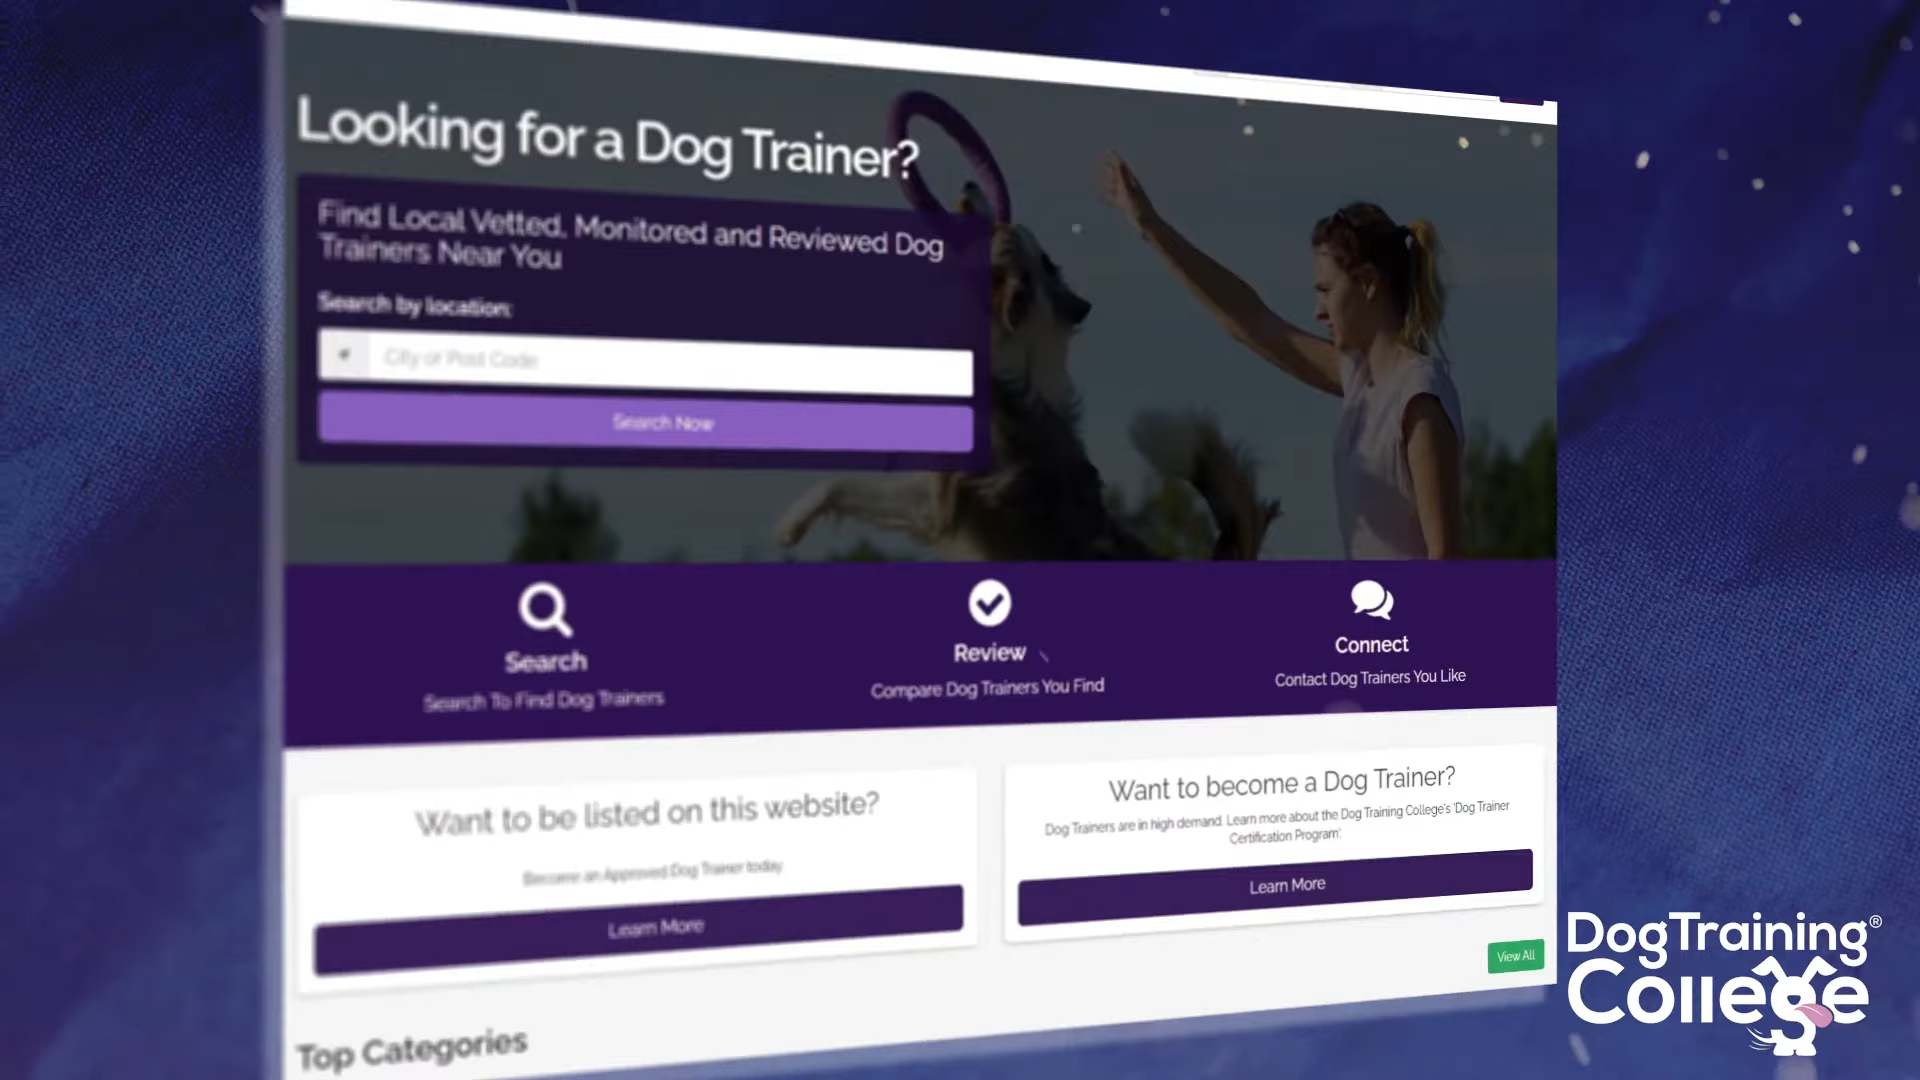 Looking for a Dog Trainer?
Find Local Vetted, Monitored and Reviewed Dog
Trainers Near You
Search by location:
City or Post Code
Search Now
Search
Search To Find Dog Trainers
Review
Compare Dog Trainers You Find
Connect
Contact Dog Trainers You Like
Want to be listed on this website?
Become an Approved Dog Trainer today
Learn More
Want to become a Dog Trainer?
Dog Trainers are in high demand. Learn more about the Dog Training College's 'Dog Trainer
Certification Program'.
Learn More
View All
Top Categories
DogTraining®
College